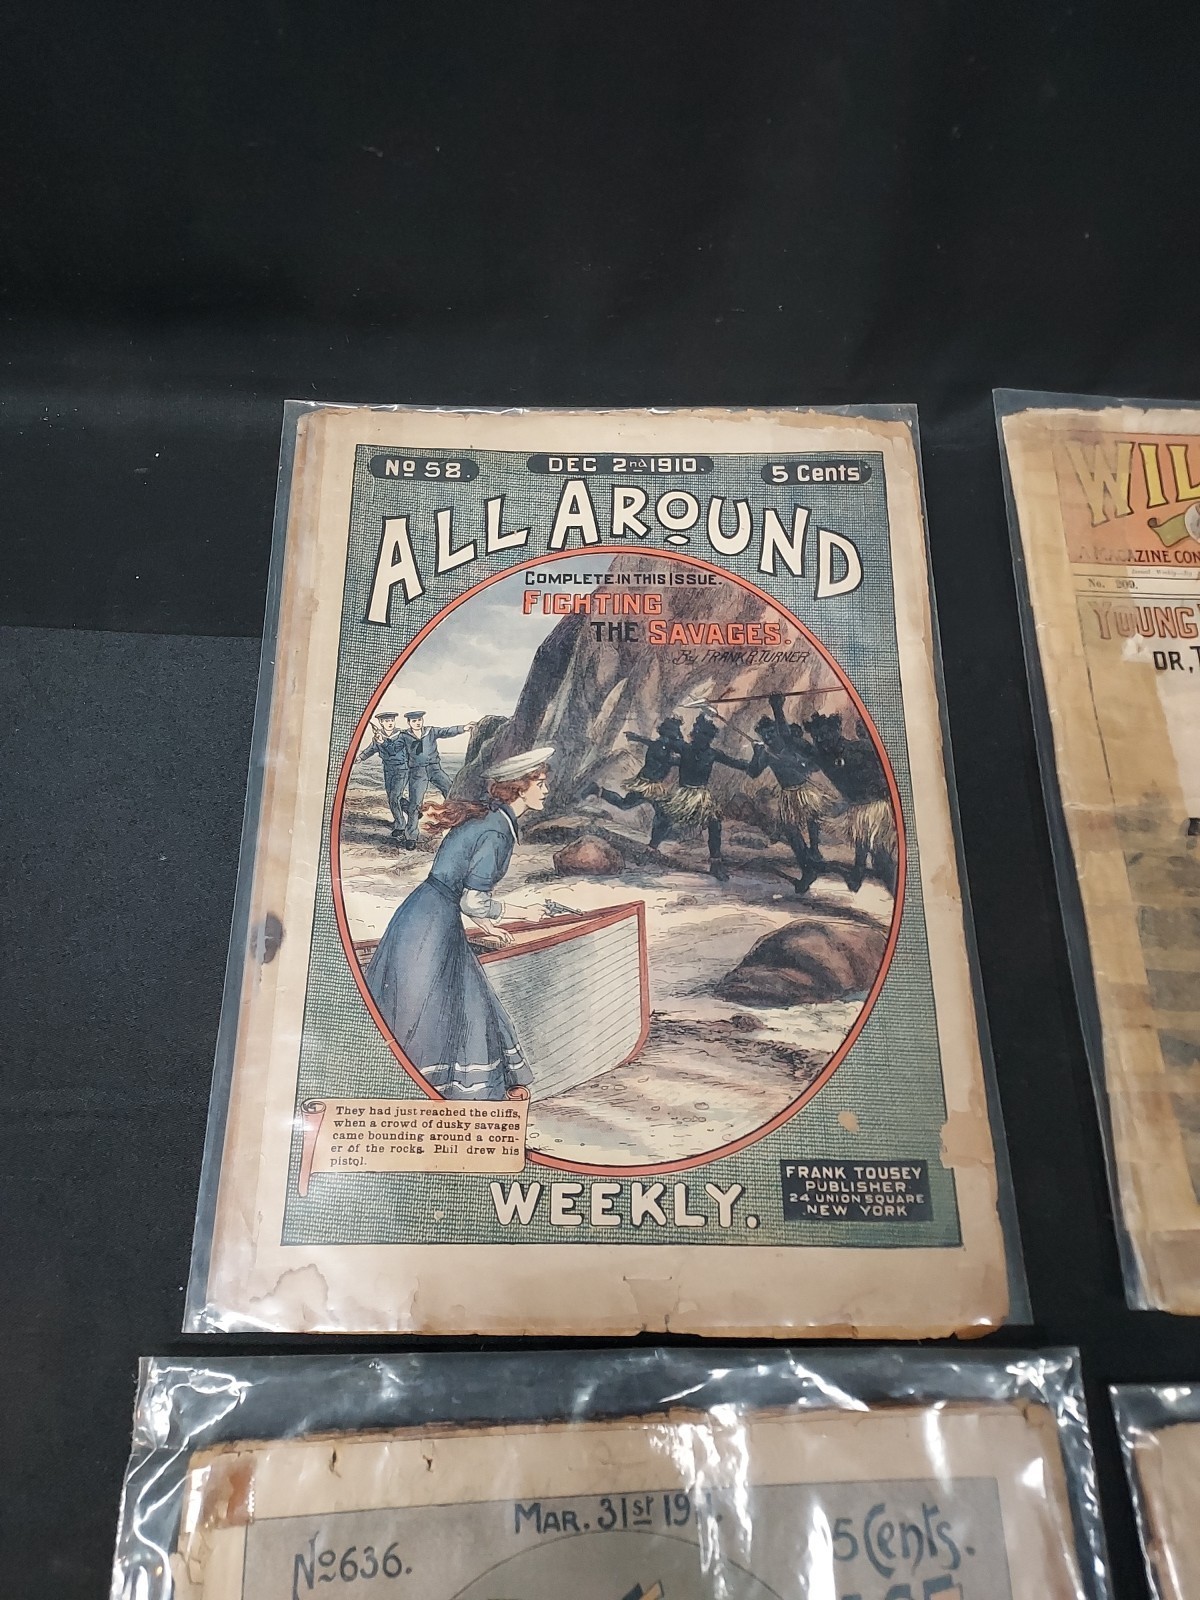 No 58.
DEC 2nd 1910.
5 Cents
ALL AROUND
COMPLETE IN THIS ISSUE.
FIGHTING
THE SAVAGES.
By FRANK R. TURNER
They had just reached the cliffs,
when a crowd of dusky savages
came bounding around a corn-
er of the rocks. Phil drew his
pistol.
WEEKLY.
FRANK TOUSEY
PUBLISHER
24 UNION SQUARE
NEW YORK
WIL
MAGAZINE CON
No. 209.
YOUNG
OR, T
MAR. 31st
No 636.
5 Cents.